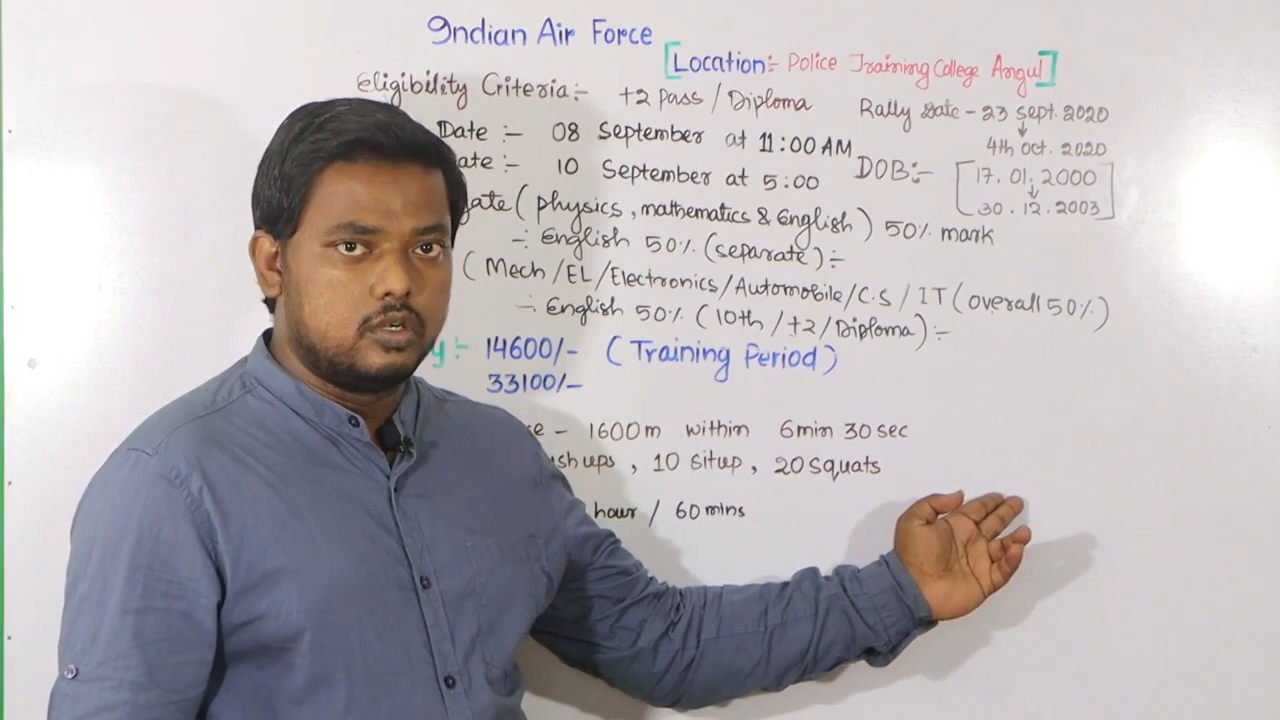 Indian Air Force
[Location:- Police Training College Angul]
Eligibility Criteria:- +2 pass / Diploma
Rally Date - 23 sept. 2020
↓
4th oct. 2020
Date :- 08 September at 11:00 AM
ate :- 10 September at 5:00
DOB:- [17.01.2000
↓
30.12.2003]
gate ( physics, mathematics & English ) 50% mark
÷ English 50% (separate) :-
( Mech /EL /Electronics /Automobile /C.S / IT (overall 50%)
÷ English 50% (10th / +2 / Diploma) :-
y :- 14600/- ( Training Period )
33100/-
ce - 1600m within 6min 30 sec
sh ups , 10 situp , 20 squats
hour / 60 mins